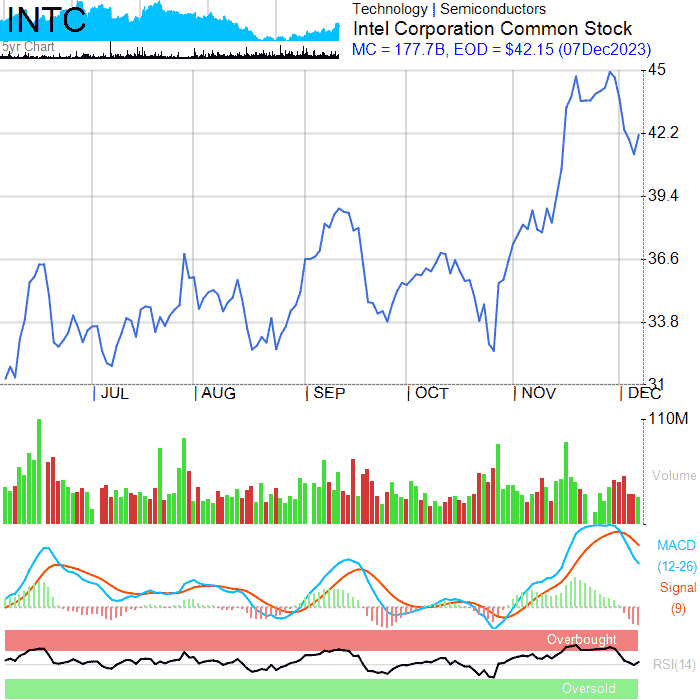 INTC
5yr Chart
Technology | Semiconductors
Intel Corporation Common Stock
MC = 177.7B, EOD = $42.15 (07Dec2023)
45
42.2
39.4
36.6
33.8
31
JUL
AUG
SEP
OCT
NOV
DEC
110M
Volume
MACD
(12-26)
Signal
(9)
Overbought
RSI(14)
Oversold